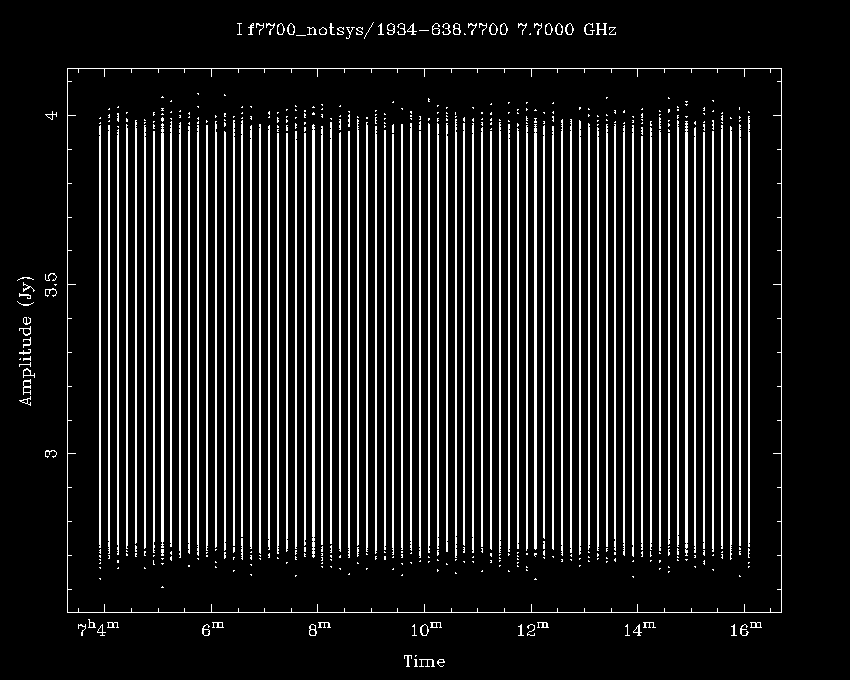 I f7700_notsys/1934−638.7700 7.7000 GHz
4
3.5
3
Amplitude (Jy)
7ʰ4ᵐ 6ᵐ 8ᵐ 10ᵐ 12ᵐ 14ᵐ 16ᵐ
Time